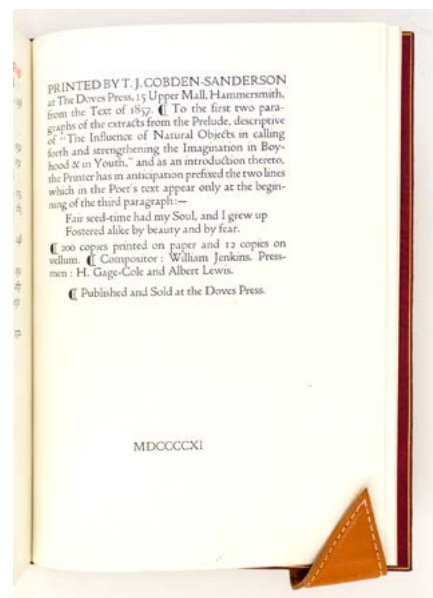 PRINTED BY T. J. COBDEN-SANDERSON
at The Doves Press, 15 Upper Mall, Hammersmith,
from the Text of 1857. ¶ To the first two para-
graphs of the extracts from the Prelude, descriptive
of "The Influence of Natural Objects in calling
forth and strengthening the Imagination in Boy-
hood & in Youth," and as an introduction thereto,
the Printer has in anticipation prefixed the two lines
which in the Poet's text appear only at the begin-
ning of the third paragraph:—
Fair seed-time had my Soul, and I grew up
Fostered alike by beauty and by fear.
¶ 200 copies printed on paper and 12 copies on
vellum. ¶ Compositor: William Jenkins. Press-
men: H. Gage-Cole and Albert Lewis.
¶ Published and Sold at the Doves Press.
MDCCCCXI